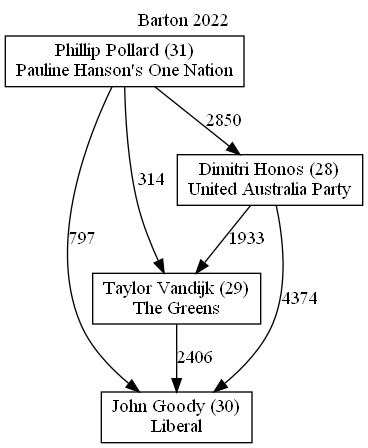 Barton 2022
Phillip Pollard (31)
Pauline Hanson's One Nation
2850
Dimitri Honos (28)
United Australia Party
314
797
1933
4374
Taylor Vandijk (29)
The Greens
2406
John Goody (30)
Liberal